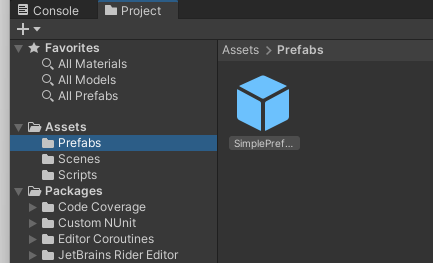 Console
Project
Favorites
All Materials
All Models
All Prefabs
Assets
Prefabs
Scenes
Scripts
Packages
Code Coverage
Custom NUnit
Editor Coroutines
JetBrains Rider Editor
Assets > Prefabs
SimplePref...